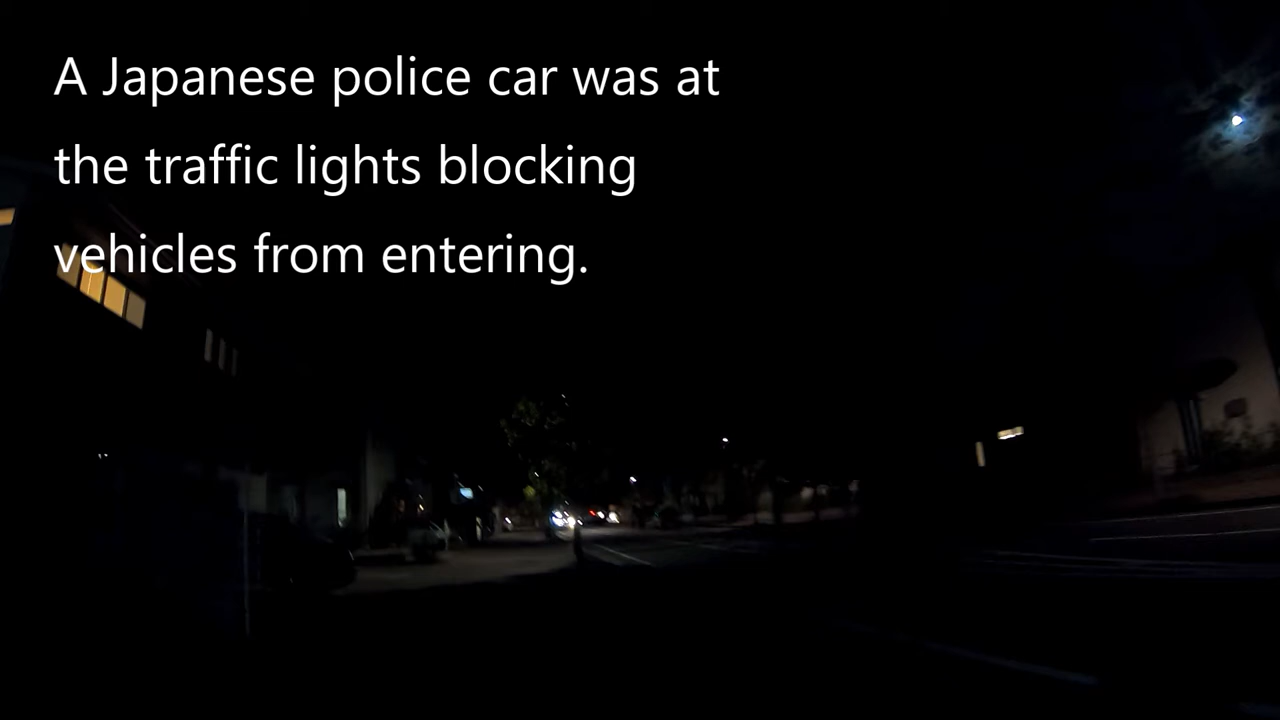 A Japanese police car was at
the traffic lights blocking
vehicles from entering.